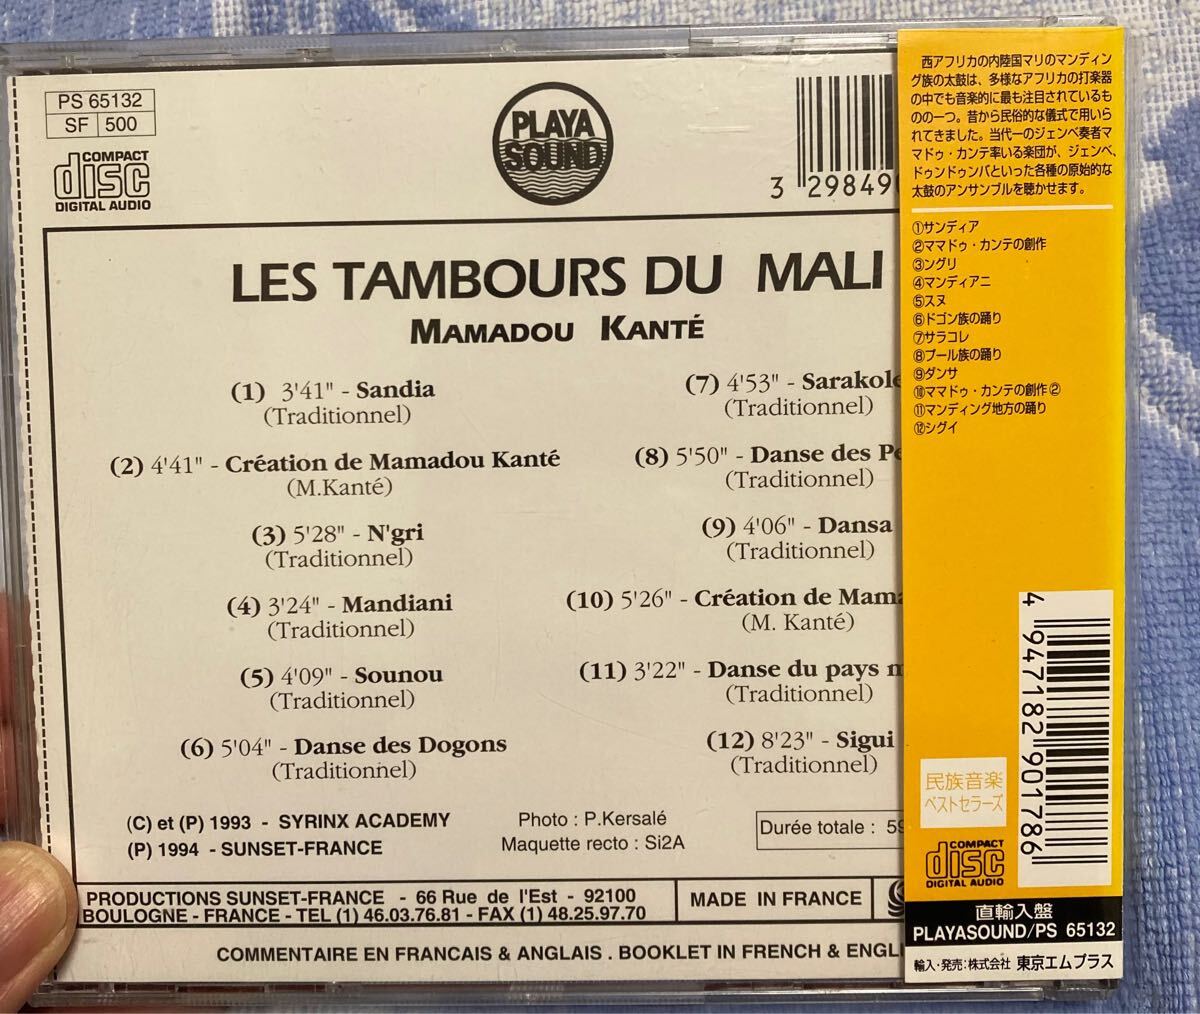 PS 65132
SF 500
COMPACT
disc
DIGITAL AUDIO
PLAYA
SOUND
3 29849
LES TAMBOURS DU MALI
MAMADOU KANTÉ
(1) 3'41" - Sandia
(Traditionnel)
(2) 4'41" - Création de Mamadou Kanté
(M.Kanté)
(3) 5'28" - N'gri
(Traditionnel)
(4) 3'24" - Mandiani
(Traditionnel)
(5) 4'09" - Sounou
(Traditionnel)
(6) 5'04" - Danse des Dogons
(Traditionnel)
(7) 4'53" - Sarakole
(Traditionnel)
(8) 5'50" - Danse des Pe
(Traditionnel)
(9) 4'06" - Dansa
(Traditionnel)
(10) 5'26" - Création de Mama
(M. Kanté)
(11) 3'22" - Danse du pays m
(Traditionnel)
(12) 8'23" - Sigui
(Traditionnel)
(C) et (P) 1993 - SYRINX ACADEMY
(P) 1994 - SUNSET-FRANCE
Photo : P.Kersalé
Maquette recto : Si2A
Durée totale : 59
PRODUCTIONS SUNSET-FRANCE - 66 Rue de l'Est - 92100
BOULOGNE - FRANCE - TEL (1) 46.03.76.81 - FAX (1) 48.25.97.70
MADE IN FRANCE
COMMENTAIRE EN FRANCAIS & ANGLAIS . BOOKLET IN FRENCH & ENGL
西アフリカの内陸国マリのマンディン
グ族の太鼓は、多様なアフリカの打楽器
の中でも音楽的に最も注目されているも
のの一つ。昔から民俗的な儀式で用いら
れてきました。当代一のジェンベ奏者マ
マドゥ・カンテ率いる楽団が、ジェンベ、
ドゥンドゥンバといった各種の原始的な
太鼓のアンサンブルを聴かせます。
①サンディア
②ママドゥ・カンテの創作
③ングリ
④マンディアニ
⑤スヌ
⑥ドゴン族の踊り
⑦サラコレ
⑧プール族の踊り
⑨ダンサ
⑩ママドゥ・カンテの創作②
⑪マンディング地方の踊り
⑫シグイ
4 947182 901786
民族音楽
ベストセラーズ
COMPACT
disc
DIGITAL AUDIO
直輸入盤
PLAYASOUND/PS 65132
輸入・発売：株式会社 東京エムプラス